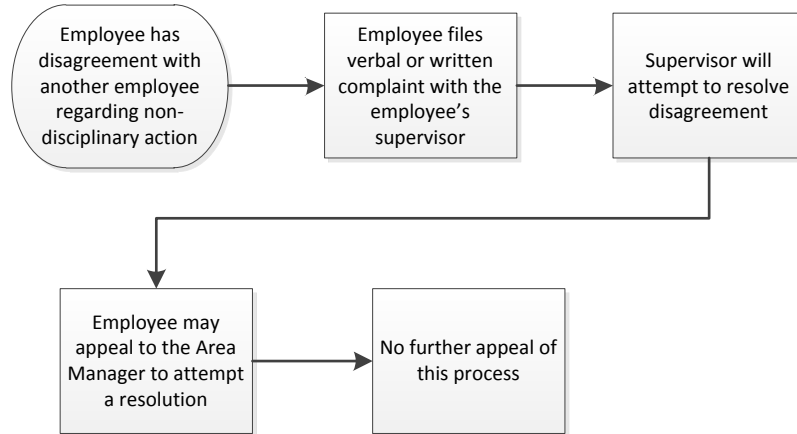 Employee has
disagreement with
another employee
regarding non-
disciplinary action
Employee files
verbal or written
complaint with the
employee’s
supervisor
Supervisor will
attempt to resolve
disagreement
Employee may
appeal to the Area
Manager to attempt
a resolution
No further appeal of
this process